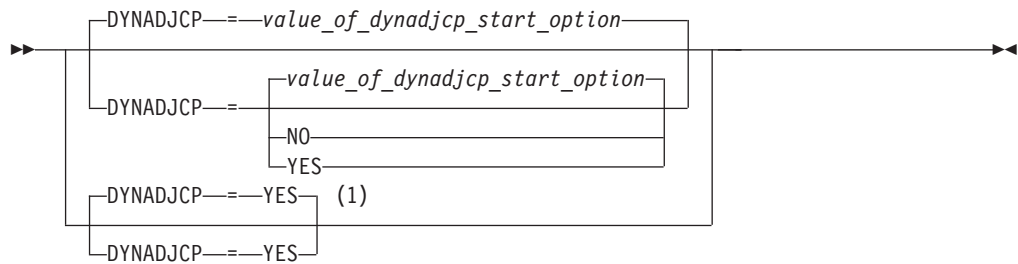 DYNADJCP = value_of_dynadjcp_start_option
value_of_dynadjcp_start_option
DYNADJCP =
NO
YES
DYNADJCP = YES (1)
DYNADJCP = YES